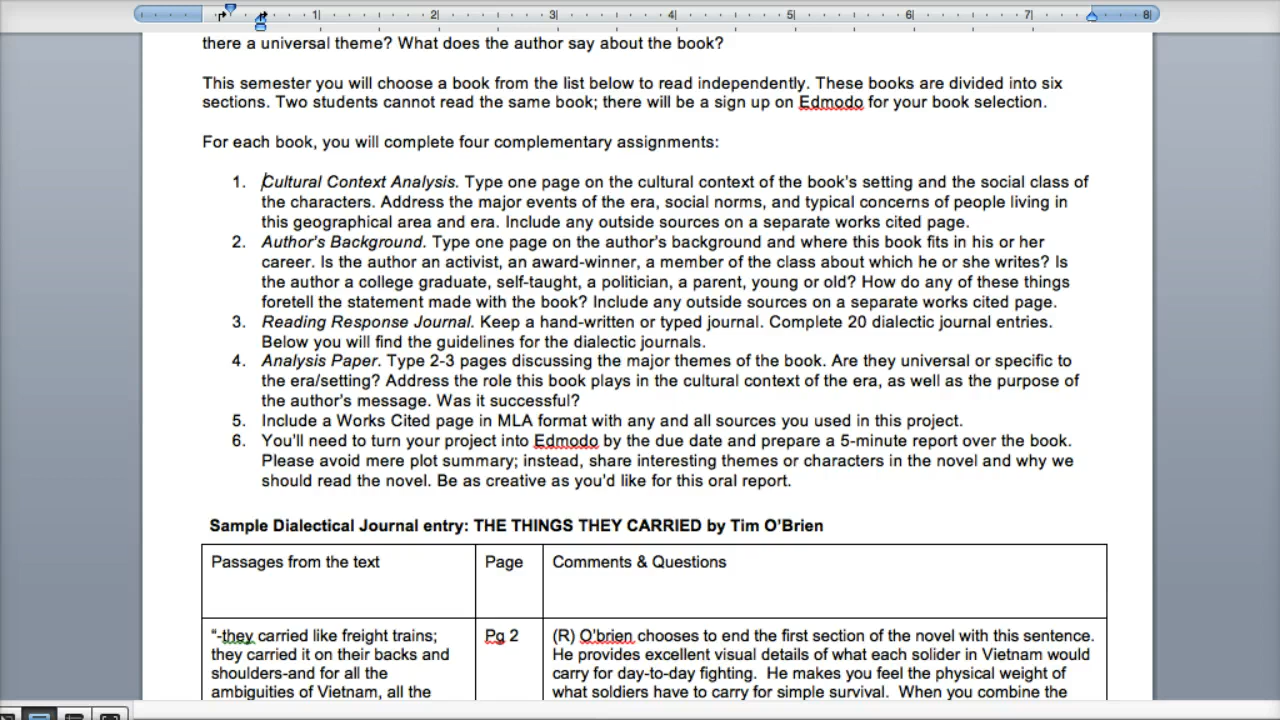 1 2 3 4 5 6 7 8
there a universal theme? What does the author say about the book?
This semester you will choose a book from the list below to read independently. These books are divided into six
sections. Two students cannot read the same book; there will be a sign up on Edmodo for your book selection.
For each book, you will complete four complementary assignments:
1. Cultural Context Analysis. Type one page on the cultural context of the book's setting and the social class of
the characters. Address the major events of the era, social norms, and typical concerns of people living in
this geographical area and era. Include any outside sources on a separate works cited page.
2. Author's Background. Type one page on the author's background and where this book fits in his or her
career. Is the author an activist, an award-winner, a member of the class about which he or she writes? Is
the author a college graduate, self-taught, a politician, a parent, young or old? How do any of these things
foretell the statement made with the book? Include any outside sources on a separate works cited page.
3. Reading Response Journal. Keep a hand-written or typed journal. Complete 20 dialectic journal entries.
Below you will find the guidelines for the dialectic journals.
4. Analysis Paper. Type 2-3 pages discussing the major themes of the book. Are they universal or specific to
the era/setting? Address the role this book plays in the cultural context of the era, as well as the purpose of
the author's message. Was it successful?
5. Include a Works Cited page in MLA format with any and all sources you used in this project.
6. You'll need to turn your project into Edmodo by the due date and prepare a 5-minute report over the book.
Please avoid mere plot summary; instead, share interesting themes or characters in the novel and why we
should read the novel. Be as creative as you'd like for this oral report.
Sample Dialectical Journal entry: THE THINGS THEY CARRIED by Tim O'Brien
Passages from the text Page Comments & Questions
"-they carried like freight trains; Pg 2 (R) O'brien chooses to end the first section of the novel with this sentence.
they carried it on their backs and He provides excellent visual details of what each solider in Vietnam would
shoulders-and for all the carry for day-to-day fighting. He makes you feel the physical weight of
ambiguities of Vietnam, all the what soldiers have to carry for simple survival. When you combine the